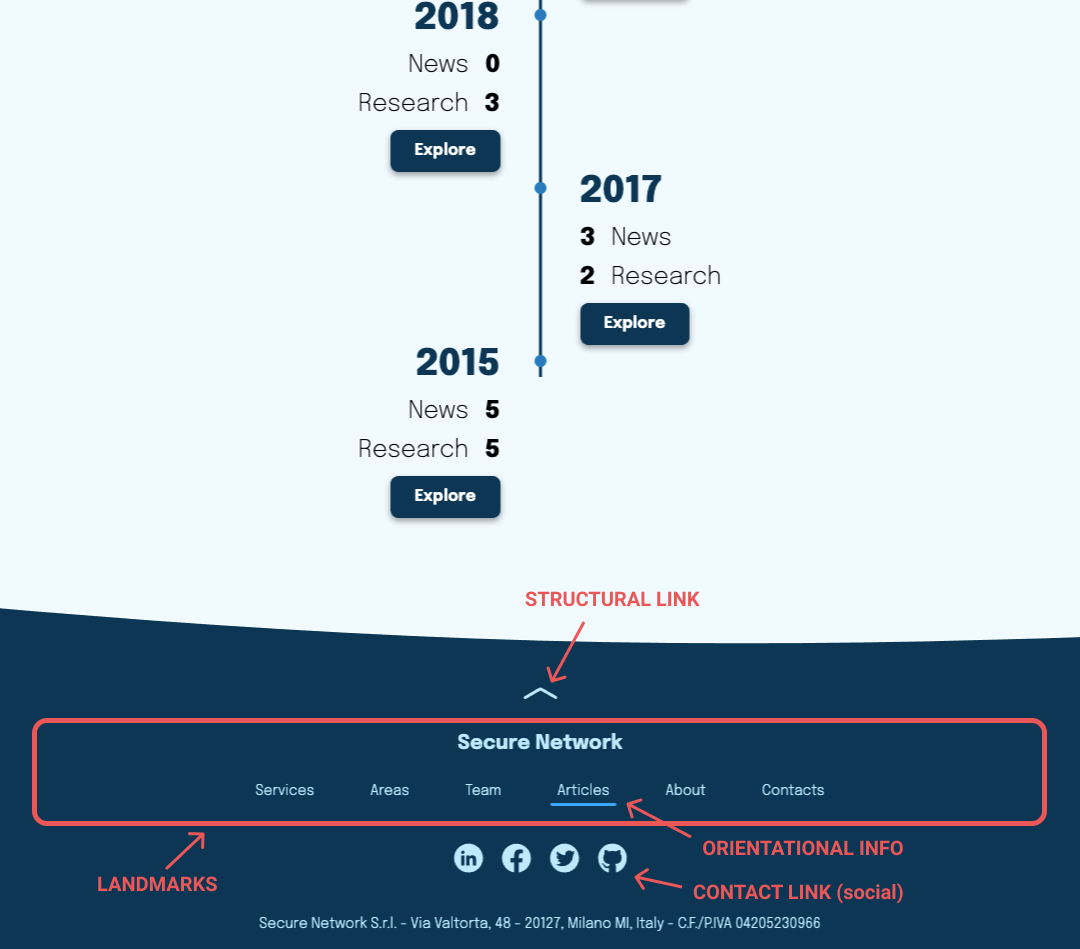 2018
News 0
Research 3
Explore
2017
3 News
2 Research
Explore
2015
News 5
Research 5
Explore
STRUCTURAL LINK
Secure Network
Services Areas Team Articles About Contacts
ORIENTATIONAL INFO
LANDMARKS
CONTACT LINK (social)
Secure Network S.r.l. - Via Valtorta, 48 - 20127, Milano MI, Italy - C.F./P.IVA 04205230966